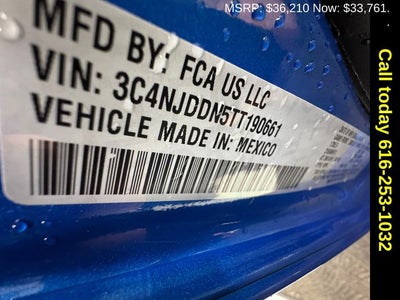 MSRP: $36,210 Now: $33,761.
MFD BY: FCA US LLC
VIN: 3C4NJDDN5TT190661
VEHICLE MADE IN: MEXICO
Call today 616-253-1032